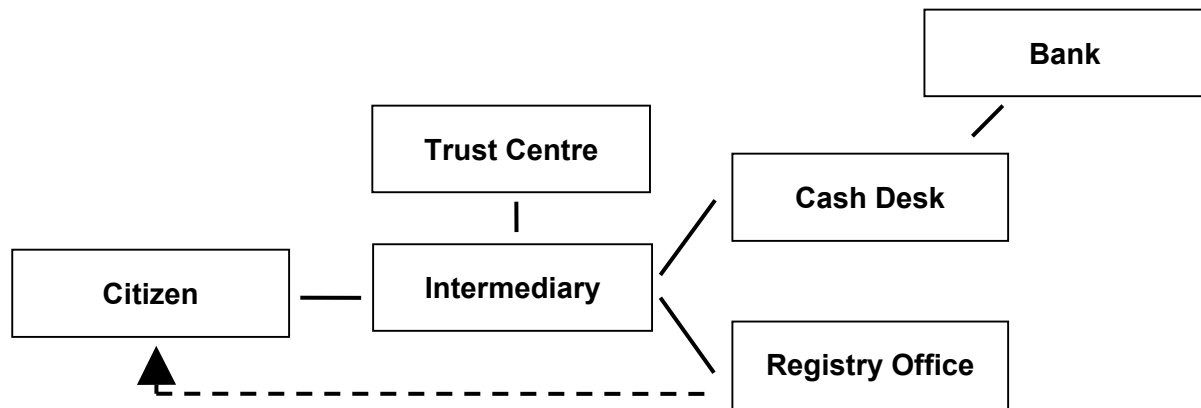 Bank
Trust Centre
Cash Desk
Citizen
Intermediary
Registry Office